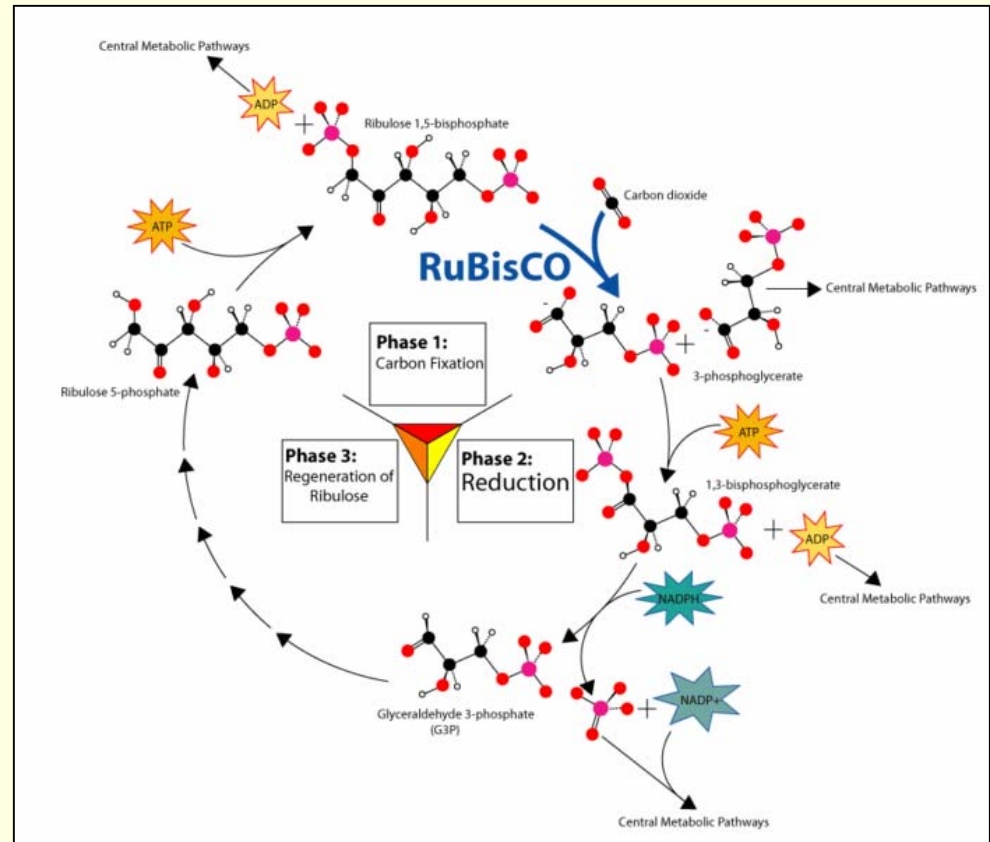 Central Metabolic Pathways
ADP
+
Ribulose 1,5-bisphosphate
Carbon dioxide
ATP
RuBisCO
Central Metabolic Pathways
-
-
+
3-phosphoglycerate
Ribulose 5-phosphate
Phase 1:
Carbon Fixation
Phase 3:
Regeneration of
Ribulose
Phase 2:
Reduction
ATP
1,3-bisphosphoglycerate
+
ADP
Central Metabolic Pathways
NADPH
Glyceraldehyde 3-phosphate
(G3P)
+
NADP+
Central Metabolic Pathways